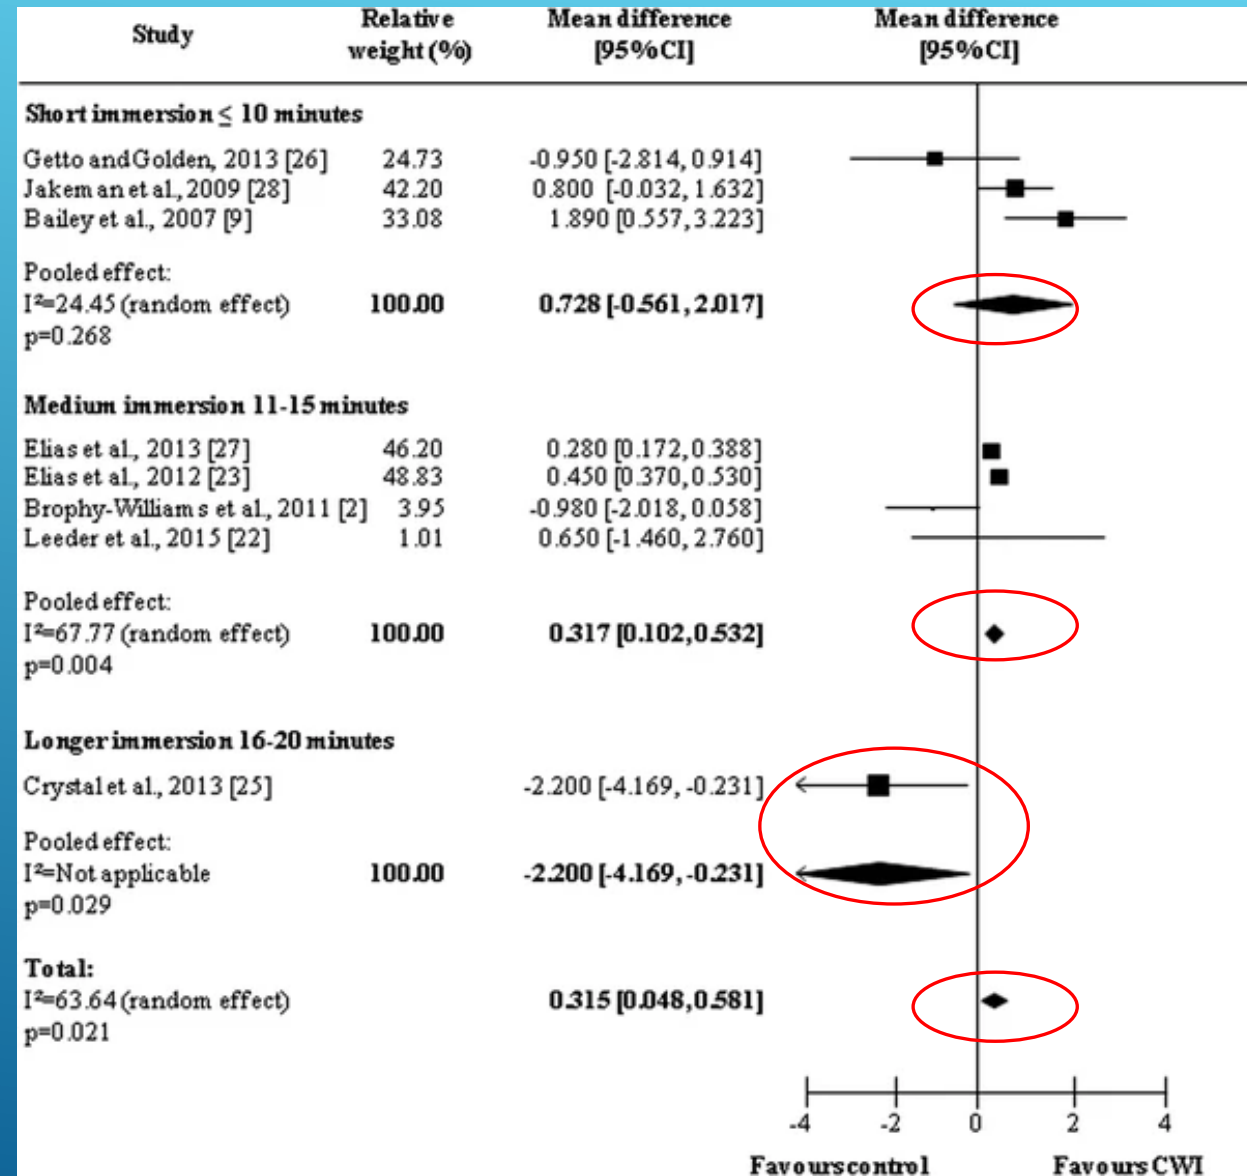 Study Relative weight (%) Mean difference [95%CI] Mean difference [95%CI]
Short immersion ≤ 10 minutes
Getto and Golden, 2013 [26] 24.73 -0.950 [-2.814, 0.914]
Jakeman et al., 2009 [28] 42.20 0.800 [-0.032, 1.632]
Bailey et al., 2007 [9] 33.08 1.890 [0.557, 3.223]
Pooled effect:
I²=24.45 (random effect) 100.00 0.728 [-0.561, 2.017]
p=0.268
Medium immersion 11-15 minutes
Elias et al., 2013 [27] 46.20 0.280 [0.172, 0.388]
Elias et al., 2012 [23] 48.83 0.450 [0.370, 0.530]
Brophy-Williams et al., 2011 [2] 3.95 -0.980 [-2.018, 0.058]
Leeder et al., 2015 [22] 1.01 0.650 [-1.460, 2.760]
Pooled effect:
I²=67.77 (random effect) 100.00 0.317 [0.102, 0.532]
p=0.004
Longer immersion 16-20 minutes
Crystal et al., 2013 [25] -2.200 [-4.169, -0.231]
Pooled effect:
I²=Not applicable 100.00 -2.200 [-4.169, -0.231]
p=0.029
Total:
I²=63.64 (random effect) 0.315 [0.048, 0.581]
p=0.021
-4 -2 0 2 4
Favours control Favours CWI